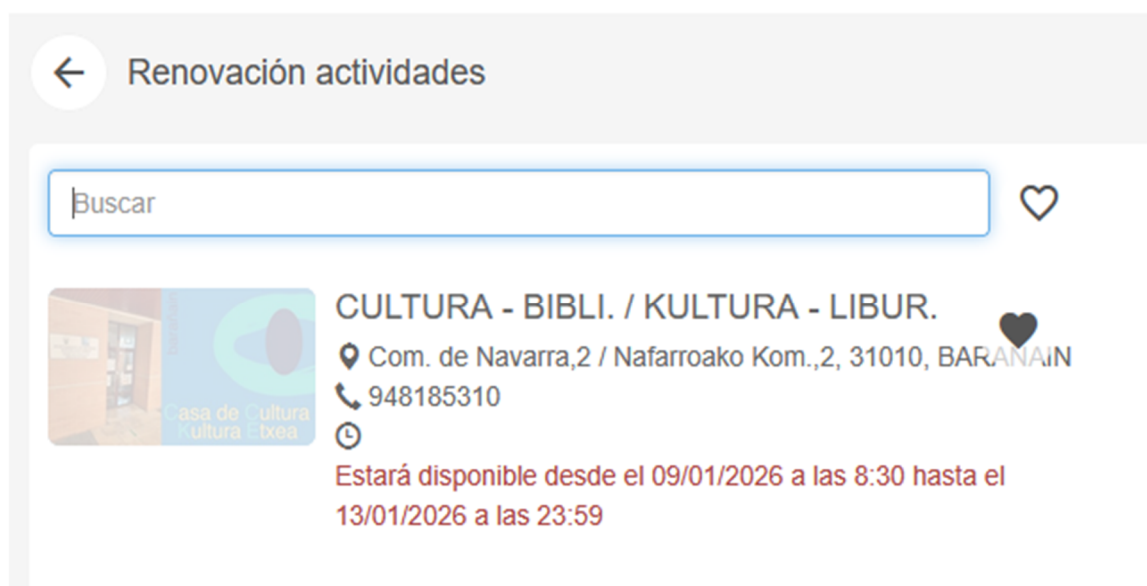 Renovación actividades
Buscar
CULTURA - BIBLI. / KULTURA - LIBUR.
Com. de Navarra,2 / Nafarroako Kom.,2, 31010, BARAÑAIN
948185310
barañain
Casa de Cultura
Kultura Etxea
Estará disponible desde el 09/01/2026 a las 8:30 hasta el
13/01/2026 a las 23:59